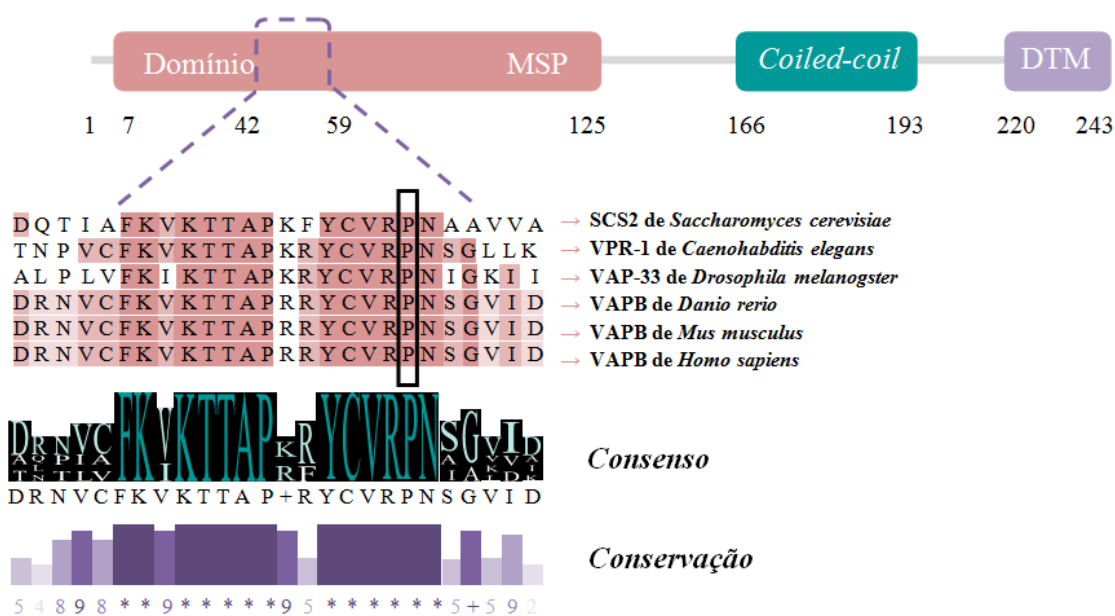 Domínio MSP Coiled-coil DTM
1 7 42 59 125 166 193 220 243
D Q T I A F K V K T T A P K F Y C V R P N A A V V A → SCS2 de Saccharomyces cerevisiae
T N P V C F K V K T T A P K R Y C V R P N S G L L K → VPR-1 de Caenohabditis elegans
A L P L V F K I K T T A P K R Y C V R P N I G K I I → VAP-33 de Drosophila melanogster
D R N V C F K V K T T A P R R Y C V R P N S G V I D → VAPB de Danio rerio
D R N V C F K V K T T A P R R Y C V R P N S G V I D → VAPB de Mus musculus
D R N V C F K V K T T A P R R Y C V R P N S G V I D → VAPB de Homo sapiens
Consenso
D R N V C F K V K T T A P + R Y C V R P N S G V I D
Conservação
5 4 8 9 8 * * 9 * * * * * 9 5 * * * * * * 5 + 5 9 2